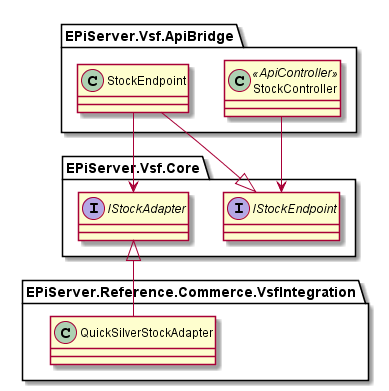 EPiServer.Vsf.ApiBridge
C StockEndpoint
C «ApiController»
StockController
EPiServer.Vsf.Core
I IStockAdapter
I IStockEndpoint
EPiServer.Reference.Commerce.VsfIntegration
C QuickSilverStockAdapter